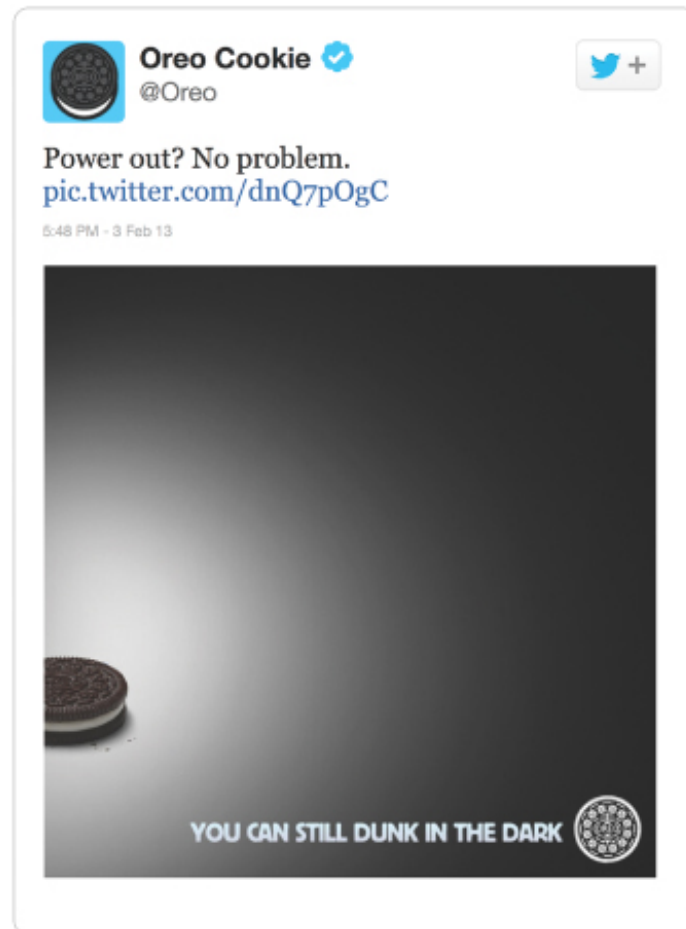 Oreo Cookie
@Oreo
Power out? No problem.
pic.twitter.com/dnQ7pOgC
5:48 PM - 3 Feb 13
YOU CAN STILL DUNK IN THE DARK